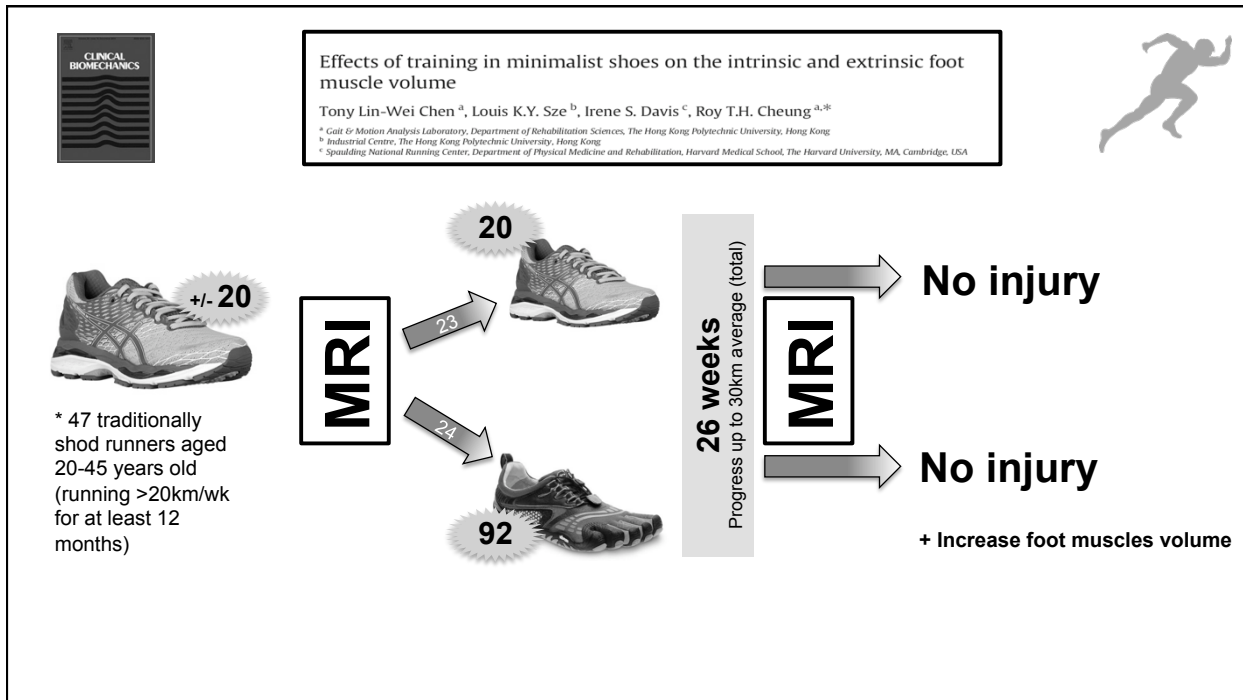 CLINICAL
BIOMECHANICS
Effects of training in minimalist shoes on the intrinsic and extrinsic foot
muscle volume
Tony Lin-Wei Chen a, Louis K.Y. Sze b, Irene S. Davis c, Roy T.H. Cheung a,*
a Gait & Motion Analysis Laboratory, Department of Rehabilitation Sciences, The Hong Kong Polytechnic University, Hong Kong
b Industrial Centre, The Hong Kong Polytechnic University, Hong Kong
c Spaulding National Running Center, Department of Physical Medicine and Rehabilitation, Harvard Medical School, The Harvard University, MA, Cambridge, USA
+/- 20
* 47 traditionally
shod runners aged
20-45 years old
(running >20km/wk
for at least 12
months)
MRI
23
20
24
92
26 weeks
Progress up to 30km average (total)
MRI
No injury
No injury
+ Increase foot muscles volume